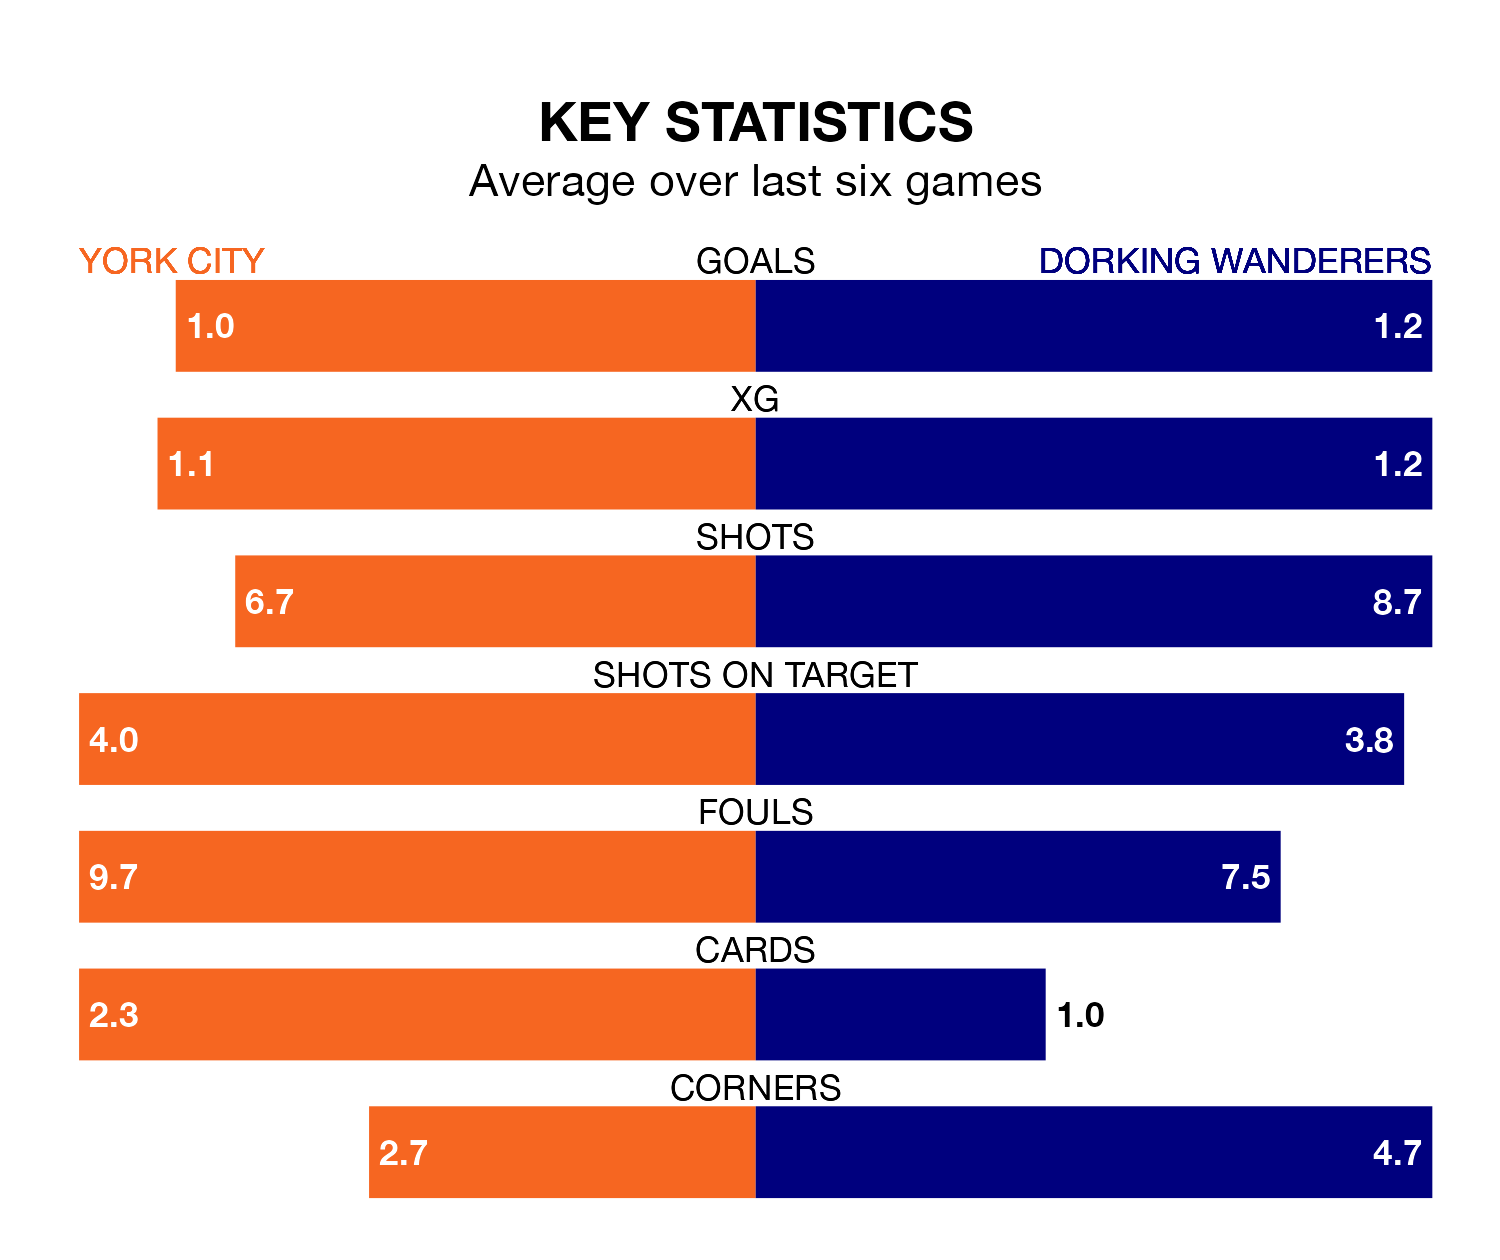 KEY STATISTICS
Average over last six games
YORK CITY GOALS DORKING WANDERERS
1.0 1.2
XG
1.1 1.2
SHOTS
6.7 8.7
SHOTS ON TARGET
4.0 3.8
FOULS
9.7 7.5
CARDS
2.3 1.0
CORNERS
2.7 4.7